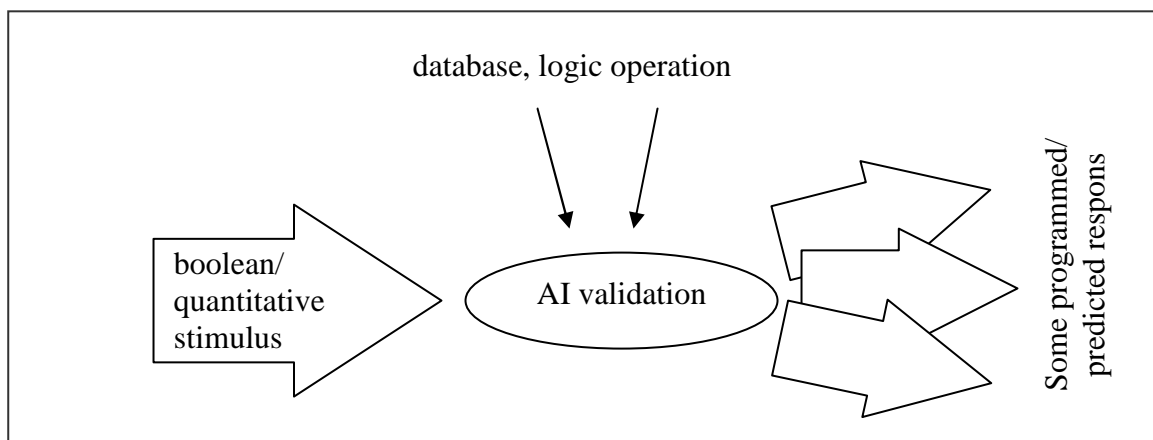 database, logic operation
boolean/
quantitative
stimulus
AI validation
Some programmed/
predicted respons